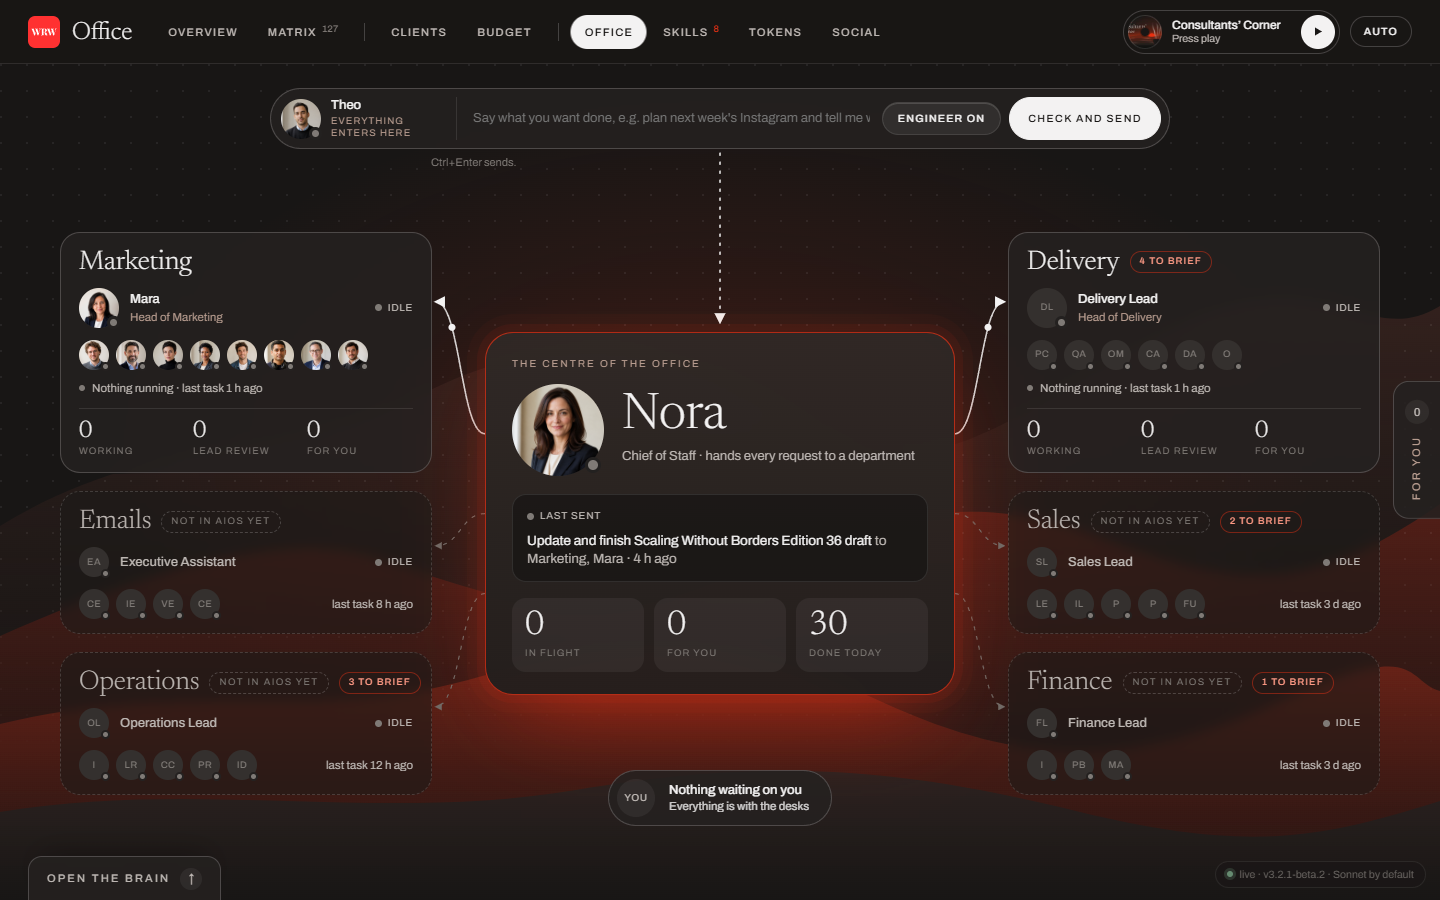 WRW
Office
OVERVIEW
MATRIX 127
CLIENTS
BUDGET
OFFICE
SKILLS 8
TOKENS
SOCIAL
Consultants' Corner
Press play
AUTO
Theo
EVERYTHING
ENTERS HERE
Say what you want done, e.g. plan next week's Instagram and tell me
ENGINEER ON
CHECK AND SEND
Ctrl+Enter sends.
Marketing
Mara
Head of Marketing
IDLE
Nothing running · last task 1 h ago
0
WORKING
0
LEAD REVIEW
0
FOR YOU
Emails
NOT IN AIOS YET
EA
Executive Assistant
IDLE
CE
IE
VE
CE
last task 8 h ago
Operations
NOT IN AIOS YET
3 TO BRIEF
OL
Operations Lead
IDLE
I
LR
CC
PR
ID
last task 12 h ago
THE CENTRE OF THE OFFICE
Nora
Chief of Staff · hands every request to a department
LAST SENT
Update and finish Scaling Without Borders Edition 36 draft to
Marketing, Mara · 4 h ago
0
IN FLIGHT
0
FOR YOU
30
DONE TODAY
YOU
Nothing waiting on you
Everything is with the desks
Delivery
4 TO BRIEF
DL
Delivery Lead
Head of Delivery
IDLE
PC
QA
OM
CA
DA
O
Nothing running · last task 1 h ago
0
WORKING
0
LEAD REVIEW
0
FOR YOU
Sales
NOT IN AIOS YET
2 TO BRIEF
SL
Sales Lead
IDLE
LE
IL
P
P
FU
last task 3 d ago
Finance
NOT IN AIOS YET
1 TO BRIEF
FL
Finance Lead
IDLE
I
PB
MA
last task 3 d ago
0
FOR YOU
OPEN THE BRAIN ↑
live · v3.2.1-beta.2 · Sonnet by default